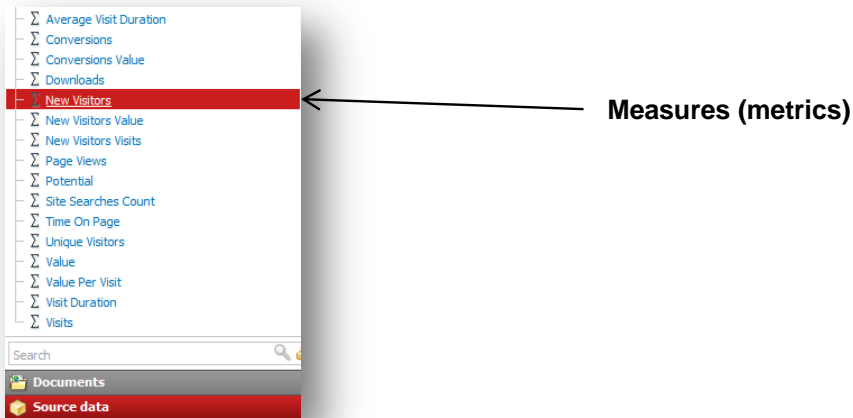 Σ Average Visit Duration
Σ Conversions
Σ Conversions Value
Σ Downloads
Σ New Visitors
Measures (metrics)
Σ New Visitors Value
Σ New Visitors Visits
Σ Page Views
Σ Potential
Σ Site Searches Count
Σ Time On Page
Σ Unique Visitors
Σ Value
Σ Value Per Visit
Σ Visit Duration
Σ Visits
Search
Documents
Source data